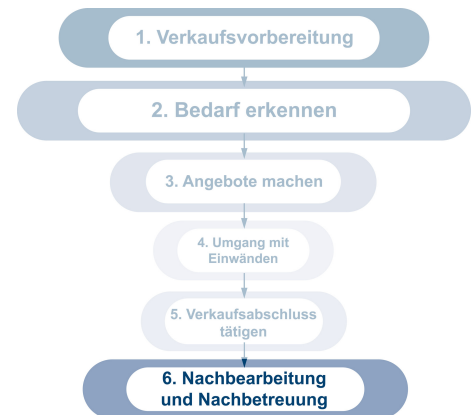 1. Verkaufsvorbereitung
2. Bedarf erkennen
3. Angebote machen
4. Umgang mit
Einwänden
5. Verkaufsabschluss
tätigen
6. Nachbearbeitung
und Nachbetreuung